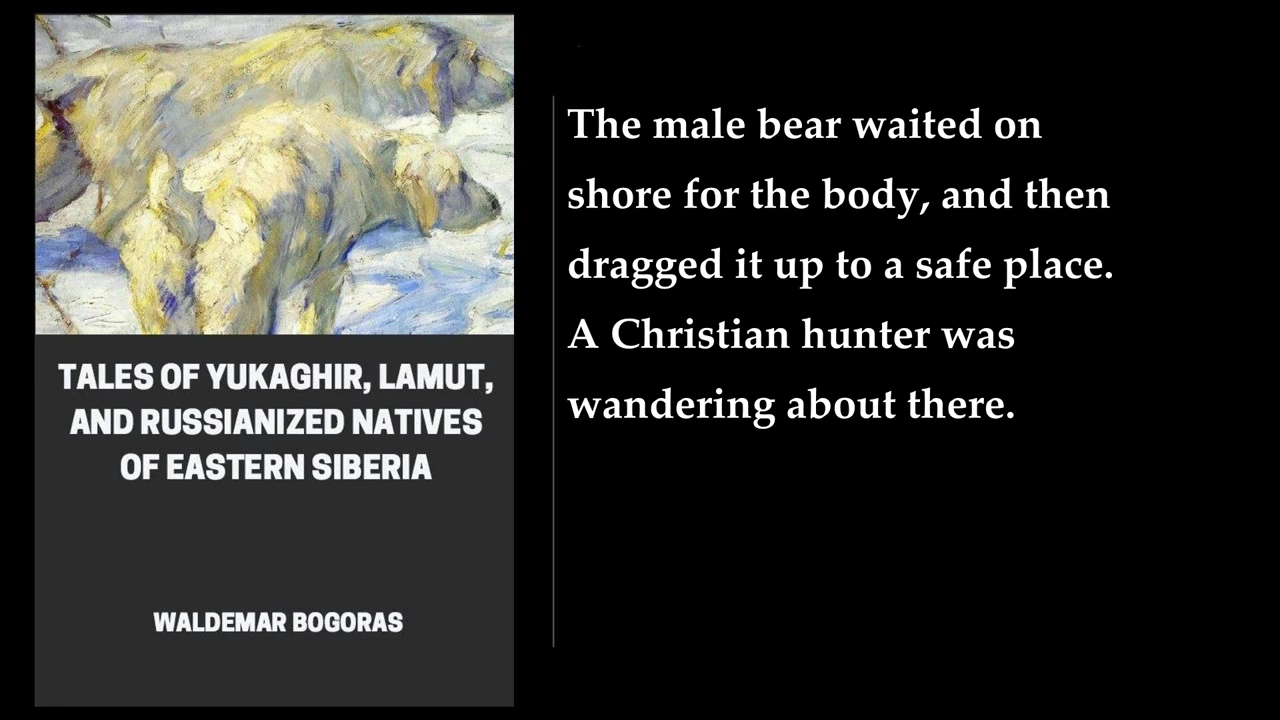 TALES OF YUKAGHIR, LAMUT,
AND RUSSIANIZED NATIVES
OF EASTERN SIBERIA
WALDEMAR BOGORAS
The male bear waited on
shore for the body, and then
dragged it up to a safe place.
A Christian hunter was
wandering about there.